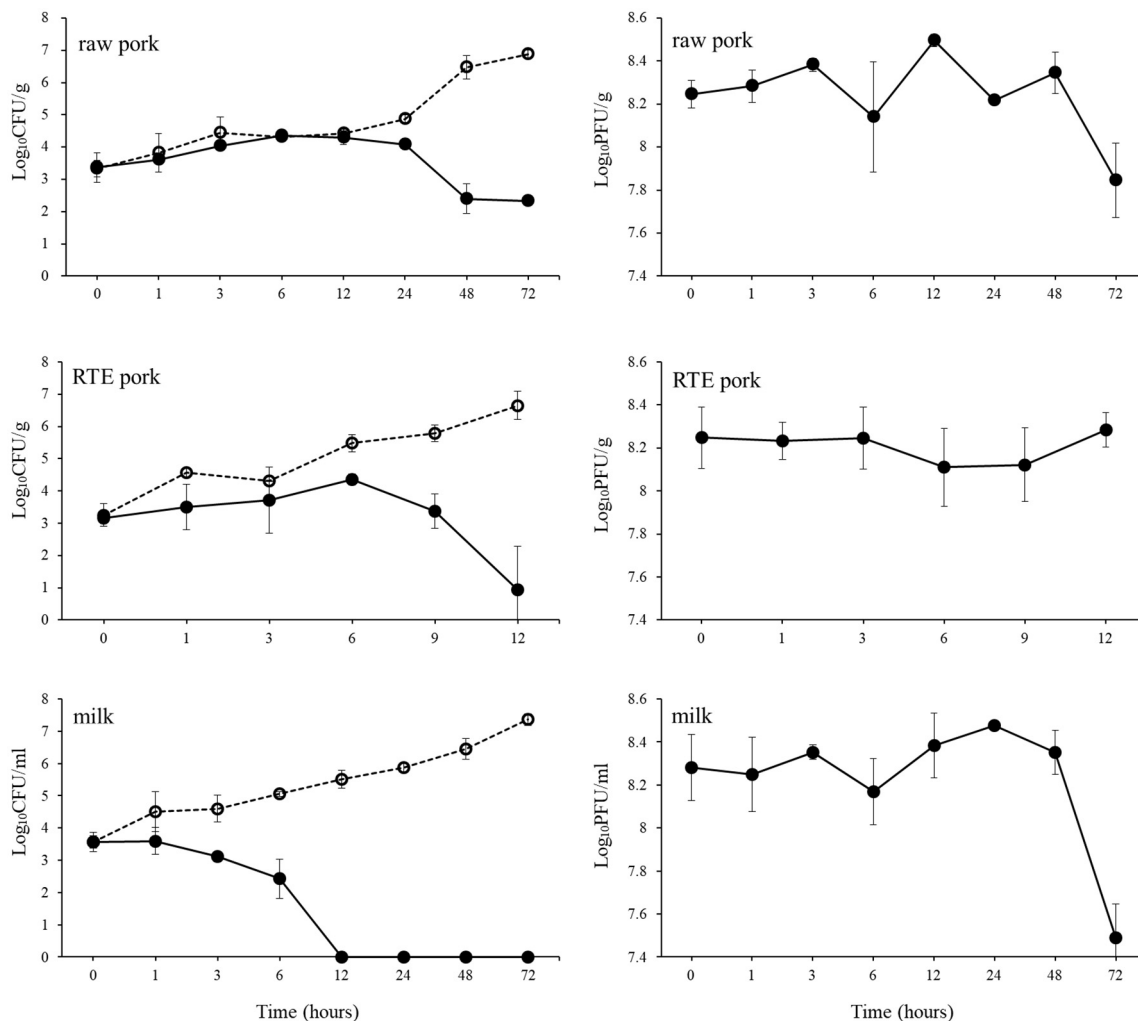 raw pork
Log₁₀CFU/g
8
7
6
5
4
3
2
1
0
0 1 3 6 12 24 48 72
raw pork
Log₁₀PFU/g
8.6
8.4
8.2
8
7.8
7.6
7.4
0 1 3 6 12 24 48 72
RTE pork
Log₁₀CFU/g
8
7
6
5
4
3
2
1
0
0 1 3 6 9 12
RTE pork
Log₁₀PFU/g
8.6
8.4
8.2
8
7.8
7.6
7.4
0 1 3 6 9 12
milk
Log₁₀CFU/ml
8
7
6
5
4
3
2
1
0
0 1 3 6 12 24 48 72
Time (hours)
milk
Log₁₀PFU/ml
8.6
8.4
8.2
8
7.8
7.6
7.4
0 1 3 6 12 24 48 72
Time (hours)